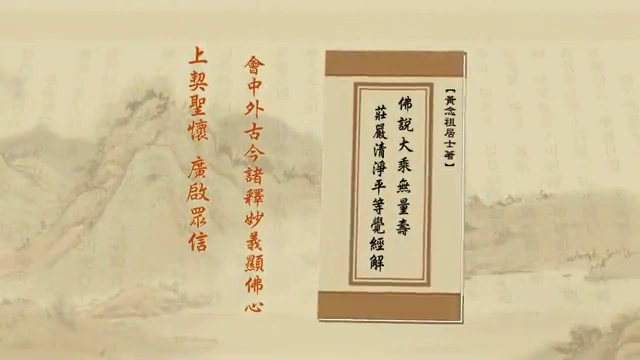 【黃念祖居士著】
佛說大乘無量壽
莊嚴清淨平等覺經解
會中外古今諸釋妙義顯佛心
上契聖懷 廣啟眾信